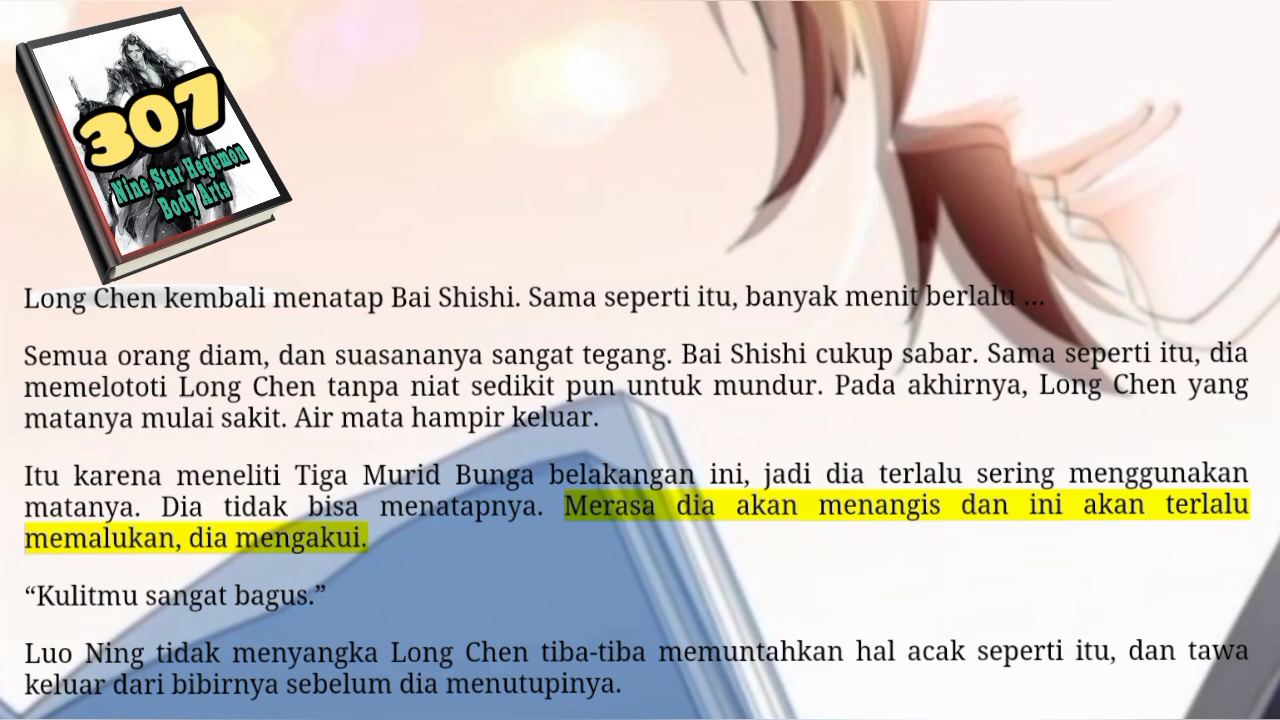 307
Nine Star Hegemon
Body Arts
Long Chen kembali menatap Bai Shishi. Sama seperti itu, banyak menit berlalu ...
Semua orang diam, dan suasananya sangat tegang. Bai Shishi cukup sabar. Sama seperti itu, dia
memelototi Long Chen tanpa niat sedikit pun untuk mundur. Pada akhirnya, Long Chen yang
matanya mulai sakit. Air mata hampir keluar.
Itu karena meneliti Tiga Murid Bunga belakangan ini, jadi dia terlalu sering menggunakan
matanya. Dia tidak bisa menatapnya. Merasa dia akan menangis dan ini akan terlalu
memalukan, dia mengakui.
“Kulitmu sangat bagus.”
Luo Ning tidak menyangka Long Chen tiba-tiba memuntahkan hal acak seperti itu, dan tawa
keluar dari bibirnya sebelum dia menutupinya.